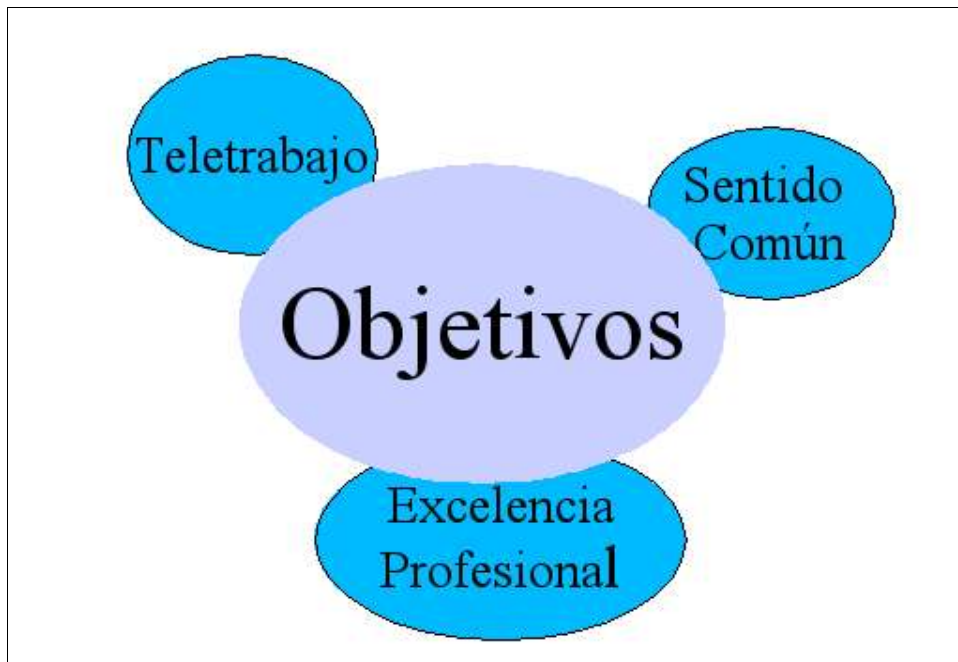 Teletrabajo
Sentido
Común
Objetivos
Excelencia
Profesional